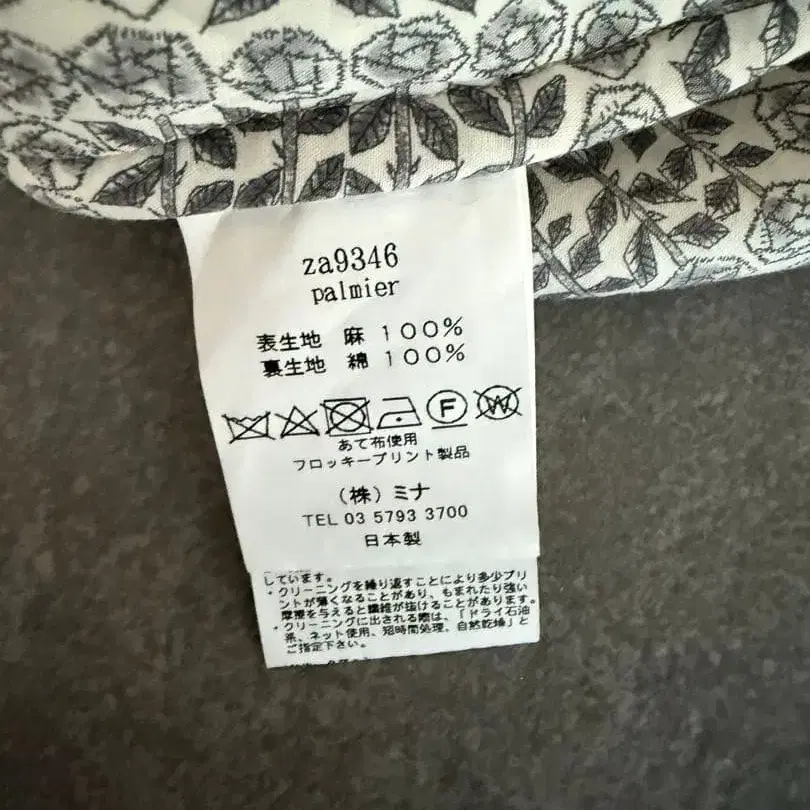 za9346
palmier
表生地 麻 100%
裏生地 綿 100%
F W
あて布使用
フロッキープリント製品
(株)ミナ
TEL 03 5793 3700
日本製
しています。
・クリーニングを繰り返すことにより多少プリ
ントが薄くなることがあり、もまれたり強い
摩擦を与えると繊維が抜けることがあります。
・クリーニングに出される際は、「ドライ石油
系、ネット使用、短時間処理、自然乾燥」と
ご指定下さい。